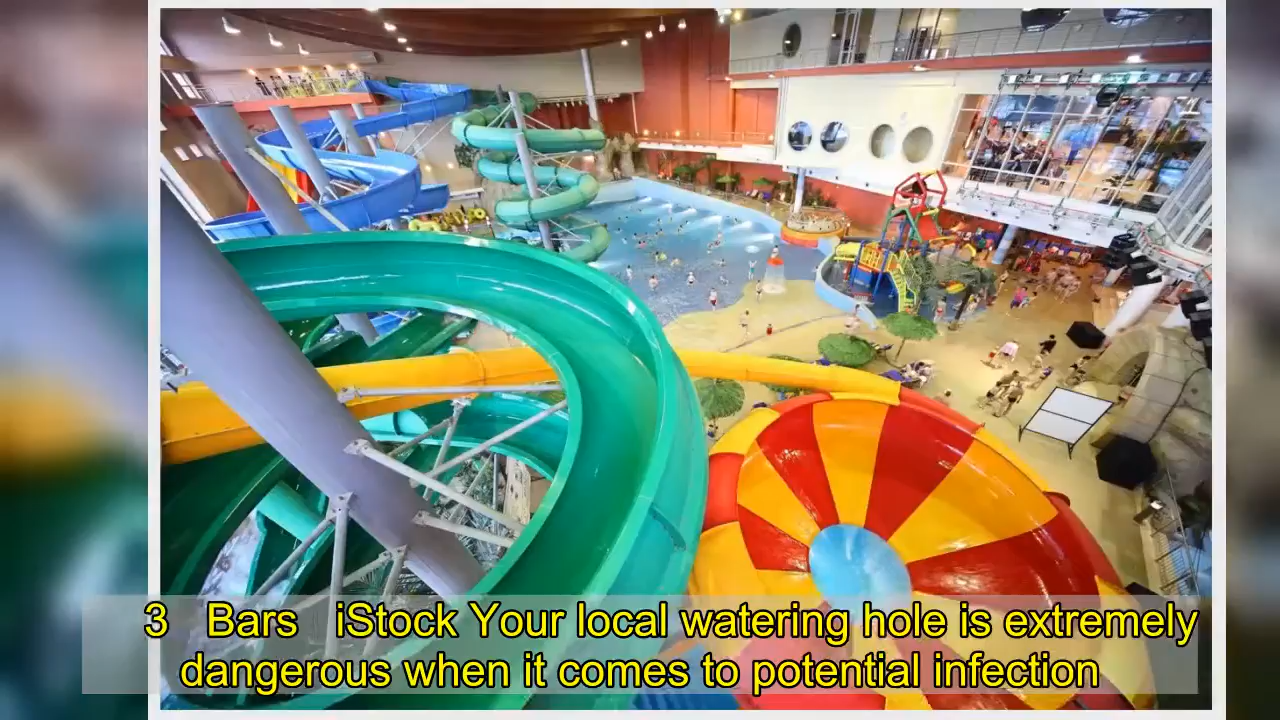 3 Bars iStock Your local watering hole is extremely
dangerous when it comes to potential infection